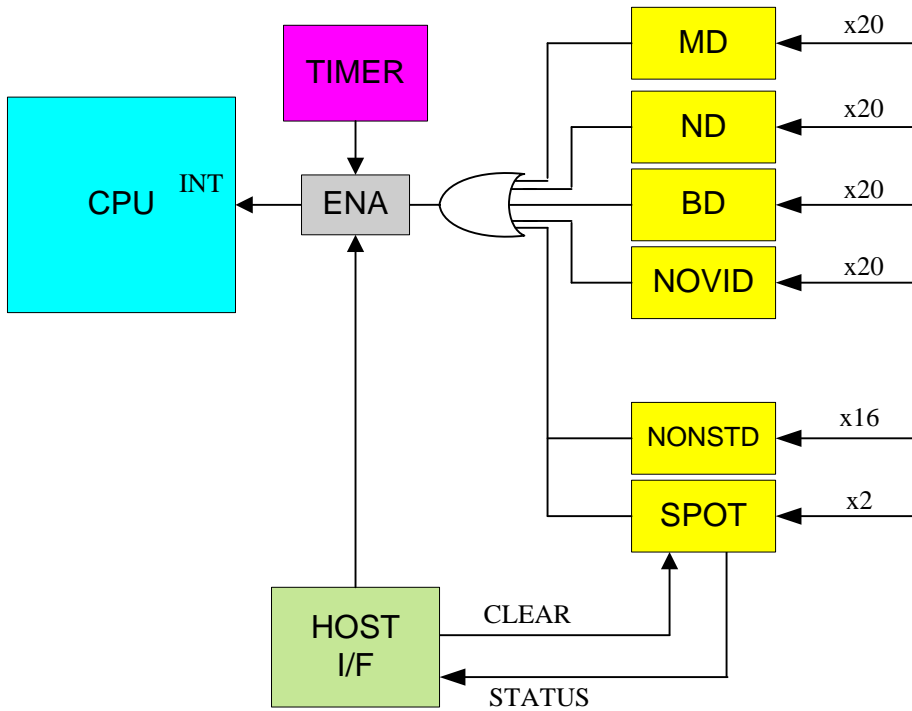 MD
x20
TIMER
ND
x20
CPU
INT
ENA
BD
x20
NOVID
x20
NONSTD
x16
SPOT
x2
HOST
I/F
CLEAR
STATUS